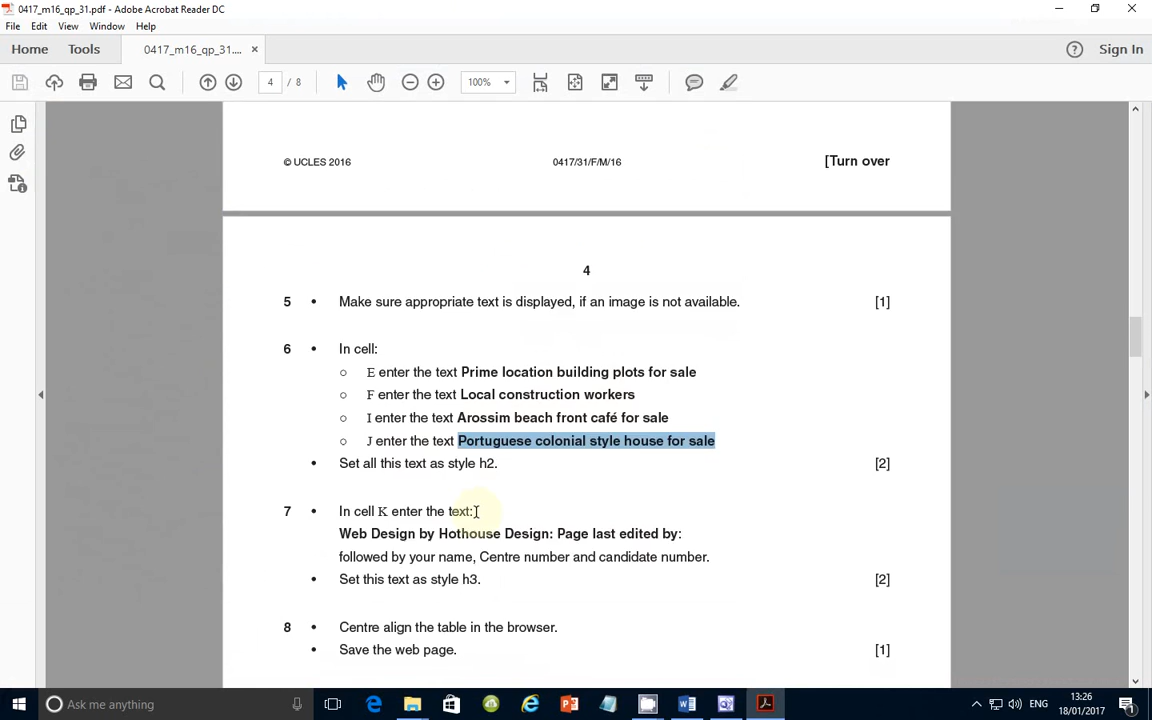 0417_m16_qp_31.pdf - Adobe Acrobat Reader DC
File Edit View Window Help
Home Tools 0417_m16_qp_31.... × Sign In
4 / 8 100%
© UCLES 2016 0417/31/F/M/16 [Turn over
4
5 • Make sure appropriate text is displayed, if an image is not available. [1]
6 • In cell:
○ E enter the text Prime location building plots for sale
○ F enter the text Local construction workers
○ I enter the text Arossim beach front café for sale
○ J enter the text Portuguese colonial style house for sale
• Set all this text as style h2. [2]
7 • In cell K enter the text:
Web Design by Hothouse Design: Page last edited by:
followed by your name, Centre number and candidate number.
• Set this text as style h3. [2]
8 • Centre align the table in the browser.
• Save the web page. [1]
Ask me anything
ENG
13:26
18/01/2017